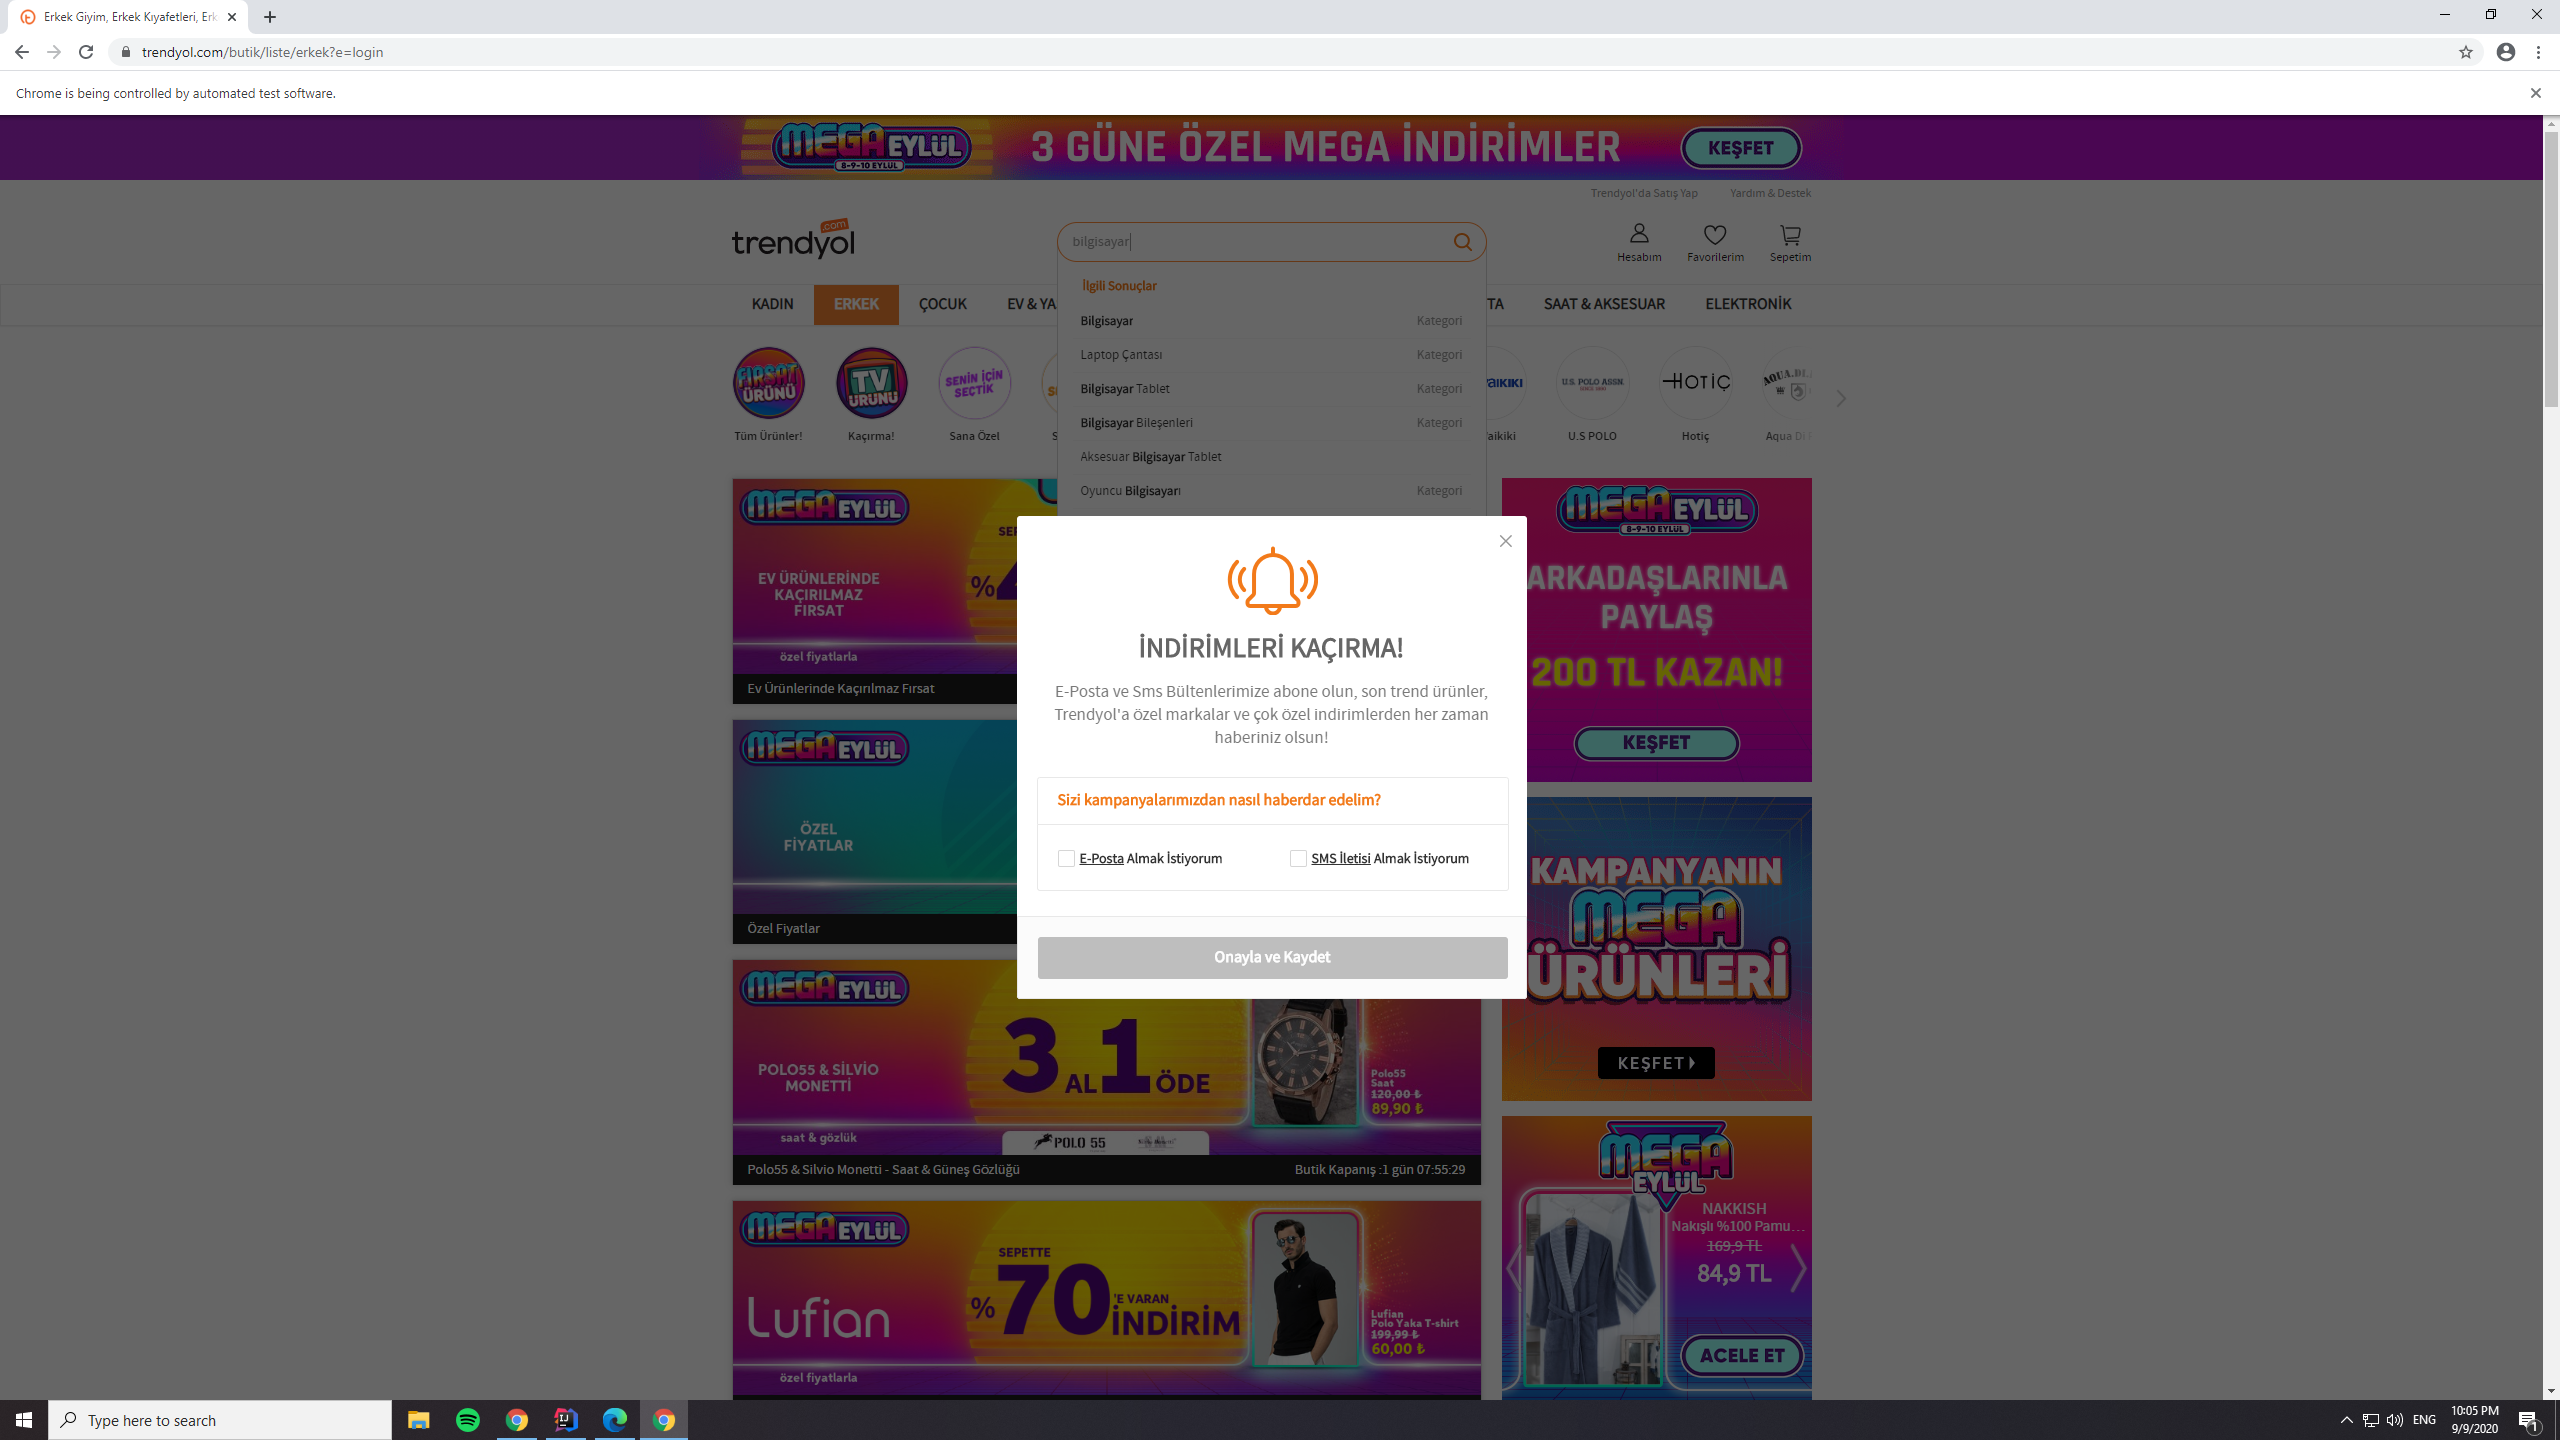 Erkek Giyim, Erkek Kıyafetleri, Erk
trendyol.com/butik/liste/erkek?e=login
Chrome is being controlled by automated test software.
MEGA EYLÜL
8-9-10 EYLÜL
3 GÜNE ÖZEL MEGA İNDİRİMLER
KEŞFET
Trendyol'da Satış Yap
Yardım & Destek
trendyol
.com
bilgisayar
Hesabım
Favorilerim
Sepetim
KADIN
ERKEK
ÇOCUK
EV & YA
TA
SAAT & AKSESUAR
ELEKTRONİK
İlgili Sonuçlar
Bilgisayar Kategori
Laptop Çantası Kategori
Bilgisayar Tablet Kategori
Bilgisayar Bileşenleri Kategori
Aksesuar Bilgisayar Tablet
Oyuncu Bilgisayarı Kategori
FIRSAT ÜRÜNÜ
TV ÜRÜNÜ
SENİN İÇİN SEÇTİK
aikiki
U.S. POLO ASSN.
HOTİÇ
AQUA.DI.
Tüm Ürünler!
Kaçırma!
Sana Özel
S
aikiki
U.S POLO
Hotiç
Aqua Di
MEGA EYLÜL
SEP
%4
EV ÜRÜNLERİNDE
KAÇIRILMAZ
FIRSAT
özel fiyatlarla
Ev Ürünlerinde Kaçırılmaz Fırsat
MEGA EYLÜL
ÖZEL
FİYATLAR
Özel Fiyatlar
İNDİRİMLERİ KAÇIRMA!
E-Posta ve Sms Bültenlerimize abone olun, son trend ürünler,
Trendyol'a özel markalar ve çok özel indirimlerden her zaman
haberiniz olsun!
Sizi kampanyalarımızdan nasıl haberdar edelim?
E-Posta Almak İstiyorum
SMS İletisi Almak İstiyorum
Onayla ve Kaydet
MEGA EYLÜL
8-9-10 EYLÜL
ARKADAŞLARINLA
PAYLAŞ
200 TL KAZAN!
KEŞFET
KAMPANYANIN
MEGA
ÜRÜNLERİ
KEŞFET
MEGA EYLÜL
POLO55 & SİLVİO
MONETTİ
saat & gözlük
3 AL 1 ÖDE
POLO 55
Polo55
Saat
120,00 ₺
89,90 ₺
Polo55 & Silvio Monetti - Saat & Güneş Gözlüğü
Butik Kapanış :1 gün 07:55:29
MEGA EYLÜL
Lufian
özel fiyatlarla
SEPETTE
%70'E VARAN
İNDİRİM
Lufian
Polo Yaka T-shirt
199,99 ₺
60,00 ₺
MEGA
EYLÜL
NAKKISH
Nakışlı %100 Pamu...
169,9 TL
84,9 TL
ACELE ET
Type here to search
ENG
10:05 PM
9/9/2020
1